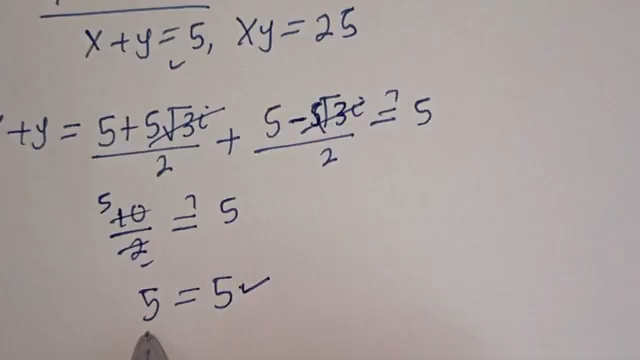 x+y=5, xy=25
+y = (5+5√3i)/2 + (5-5√3i)/2 ≟ 5
5 10/2 ≟ 5
5=5✓